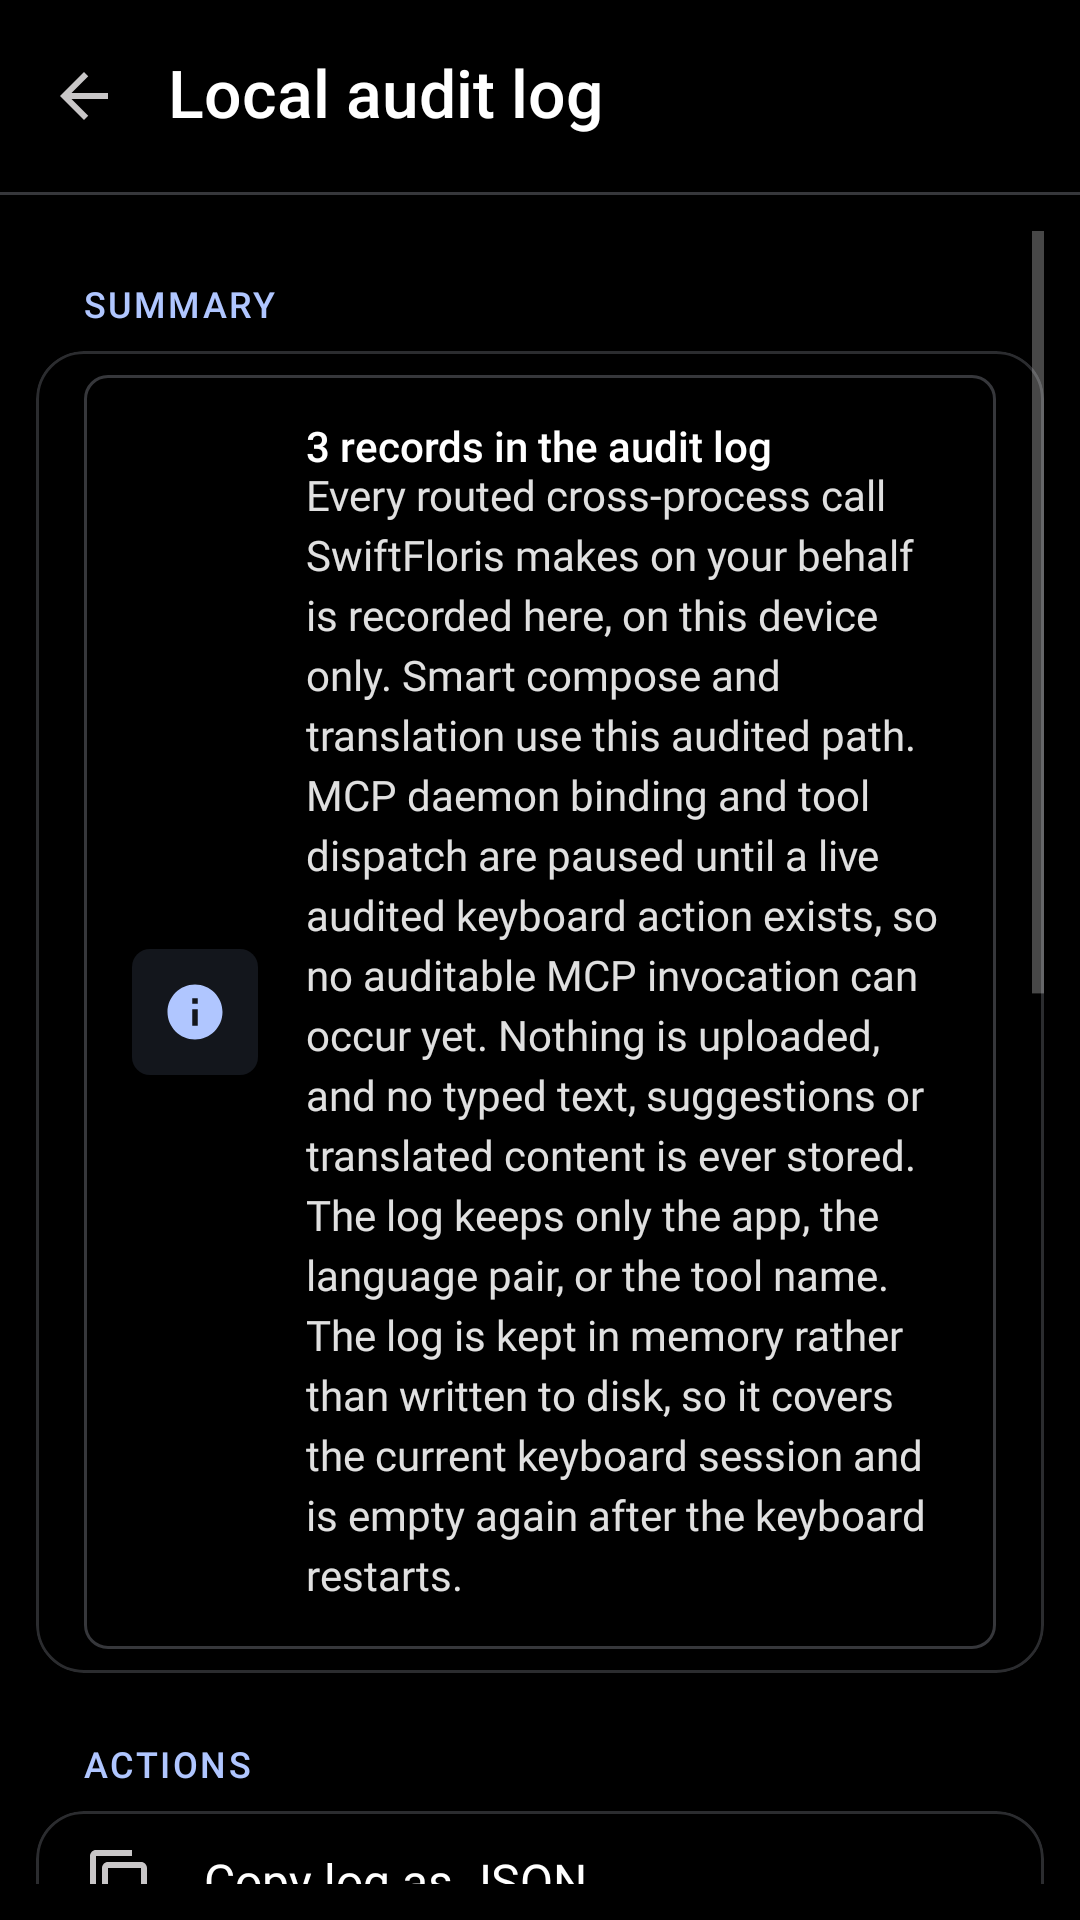 Local audit log
SUMMARY
3 records in the audit log
Every routed cross-process call
SwiftFloris makes on your behalf
is recorded here, on this device
only. Smart compose and
translation use this audited path.
MCP daemon binding and tool
dispatch are paused until a live
audited keyboard action exists, so
no auditable MCP invocation can
occur yet. Nothing is uploaded,
and no typed text, suggestions or
translated content is ever stored.
The log keeps only the app, the
language pair, or the tool name.
The log is kept in memory rather
than written to disk, so it covers
the current keyboard session and
is empty again after the keyboard
restarts.
ACTIONS
Copy log as JSON